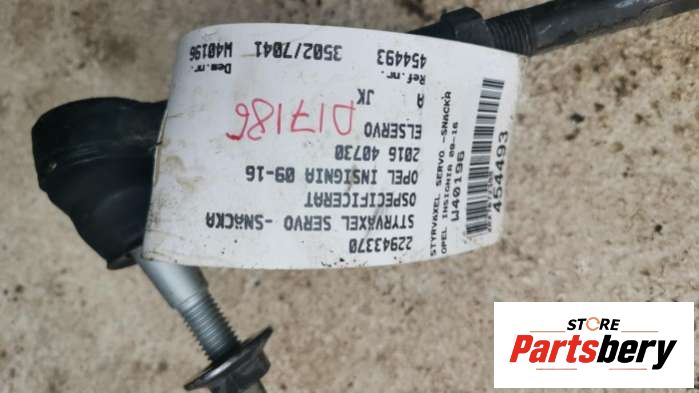 22943370
STYRVÄXEL SERVO -SNÄCKA
OSPECIFICERAT
OPEL INSIGNIA 09-16
2016 40730
ELSERVO
A JK
Ref.nr. Dem.nr.
454493 3502/7041 W40196
D17186
STYRVÄXEL SERVO -SNÄCKA
OPEL INSIGNIA 09-16
W40196
454493
STORE
Partsbery